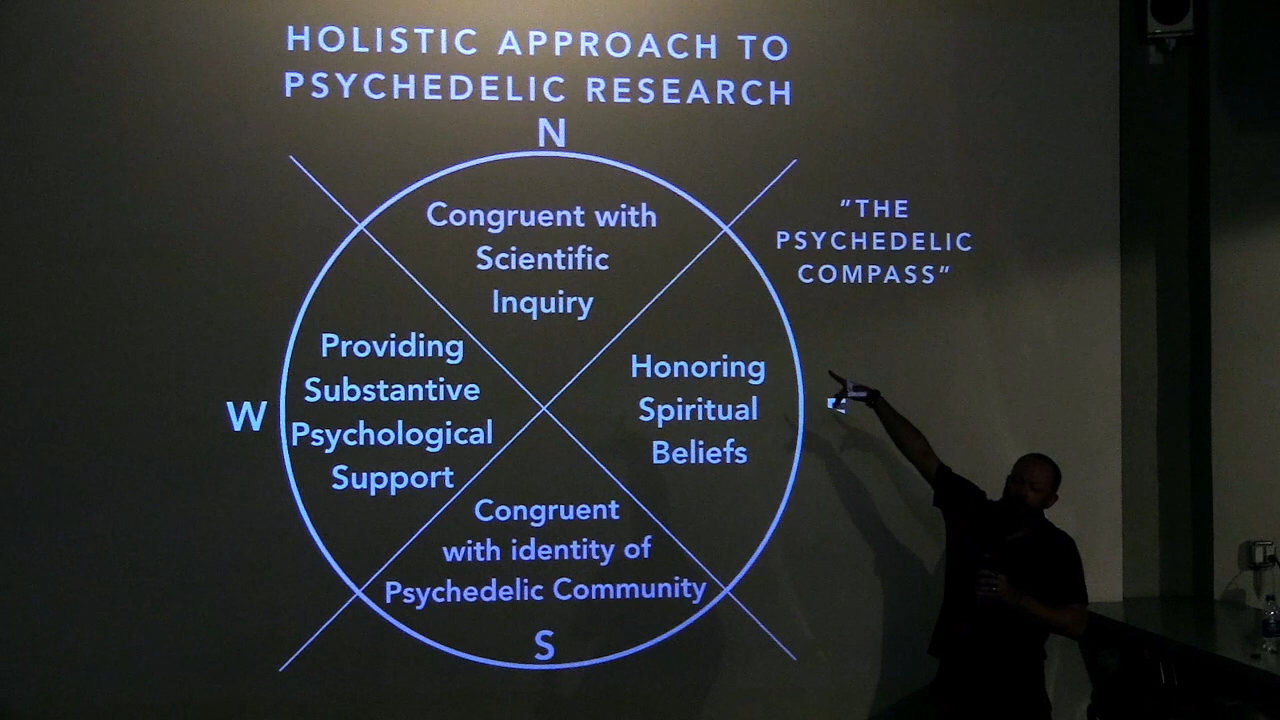 HOLISTIC APPROACH TO
PSYCHEDELIC RESEARCH
N
Congruent with
Scientific
Inquiry
"THE
PSYCHEDELIC
COMPASS"
W
Providing
Substantive
Psychological
Support
Honoring
Spiritual
Beliefs
Congruent
with identity of
Psychedelic Community
S